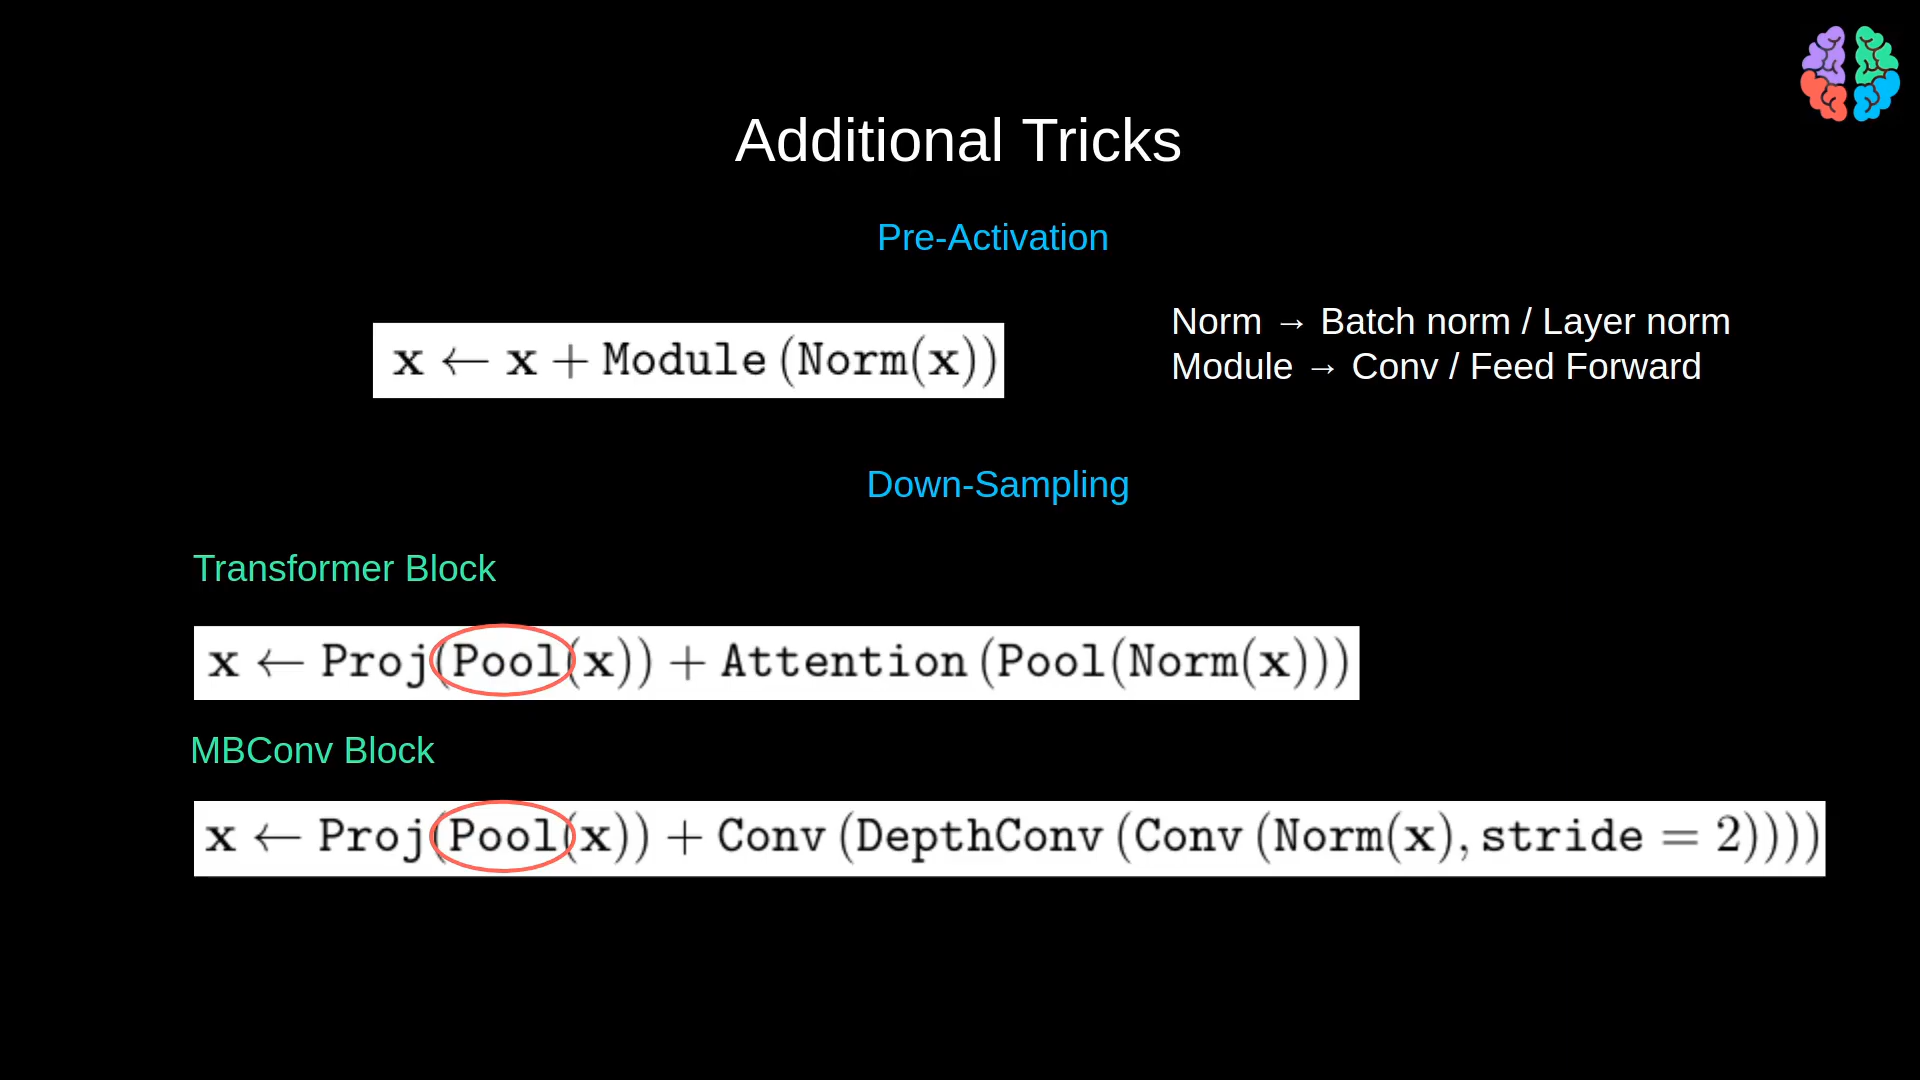 Additional Tricks
Pre-Activation
x ← x + Module (Norm(x))
Norm → Batch norm / Layer norm
Module → Conv / Feed Forward
Down-Sampling
Transformer Block
x ← Proj(Pool(x)) + Attention (Pool(Norm(x)))
MBConv Block
x ← Proj(Pool(x)) + Conv (DepthConv (Conv (Norm(x), stride = 2))))